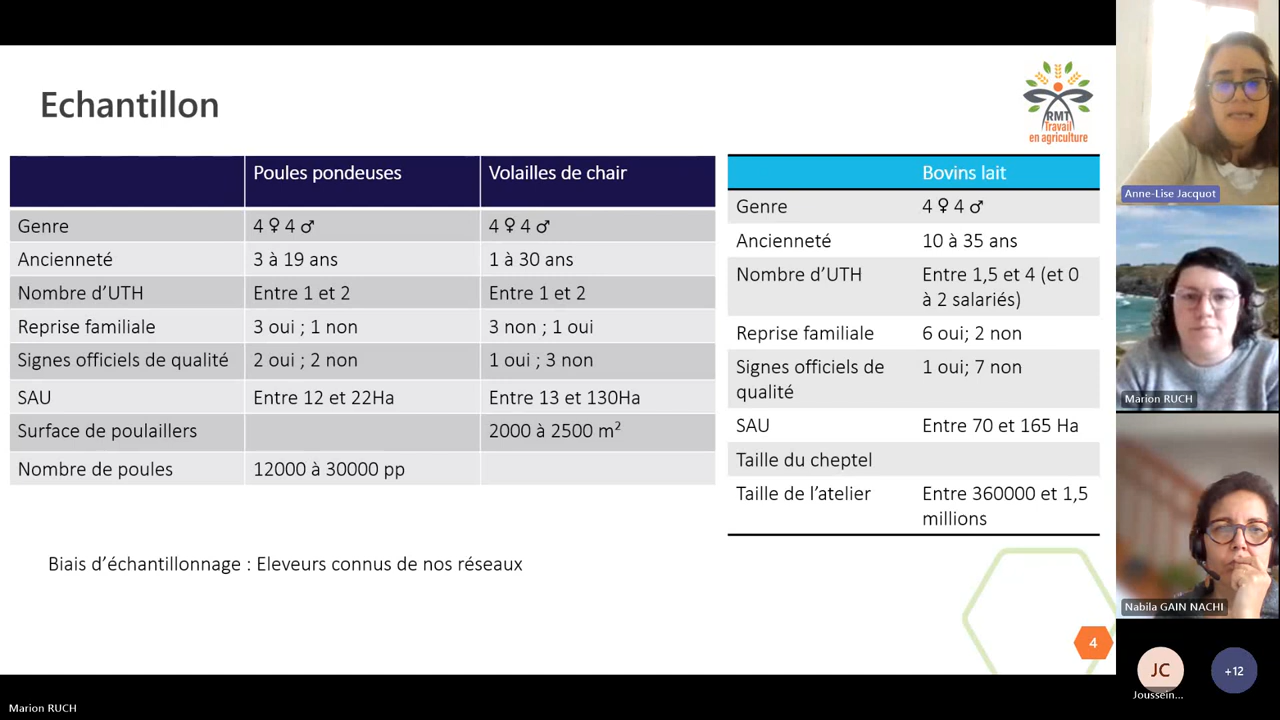 Echantillon
RMT
Travail
en agriculture
Poules pondeuses Volailles de chair
Genre 4 ♀ 4 ♂ 4 ♀ 4 ♂
Ancienneté 3 à 19 ans 1 à 30 ans
Nombre d’UTH Entre 1 et 2 Entre 1 et 2
Reprise familiale 3 oui ; 1 non 3 non ; 1 oui
Signes officiels de qualité 2 oui ; 2 non 1 oui ; 3 non
SAU Entre 12 et 22Ha Entre 13 et 130Ha
Surface de poulaillers 2000 à 2500 m²
Nombre de poules 12000 à 30000 pp
Bovins lait
Genre 4 ♀ 4 ♂
Ancienneté 10 à 35 ans
Nombre d’UTH Entre 1,5 et 4 (et 0
à 2 salariés)
Reprise familiale 6 oui; 2 non
Signes officiels de 1 oui; 7 non
qualité
SAU Entre 70 et 165 Ha
Taille du cheptel
Taille de l’atelier Entre 360000 et 1,5
millions
Biais d’échantillonnage : Eleveurs connus de nos réseaux
4
Anne-Lise Jacquot
Marion RUCH
Nabila GAIN NACHI
JC
+12
Joussein...
Marion RUCH